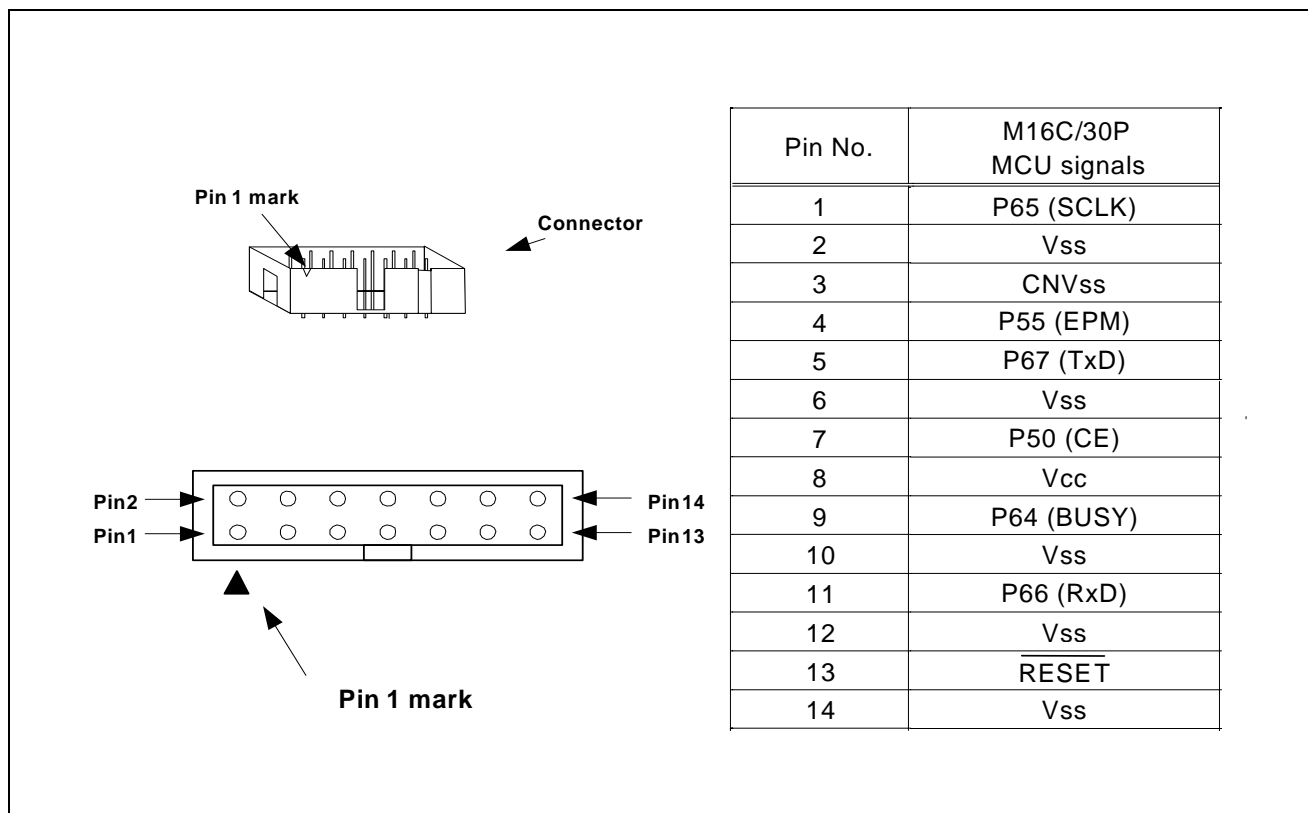 Pin 1 mark
Connector
Pin2
Pin1
Pin14
Pin13
Pin 1 mark
Pin No. M16C/30P
MCU signals
1 P65 (SCLK)
2 Vss
3 CNVss
4 P55 (EPM)
5 P67 (TxD)
6 Vss
7 P50 (CE)
8 Vcc
9 P64 (BUSY)
10 Vss
11 P66 (RxD)
12 Vss
13 RESET
14 Vss